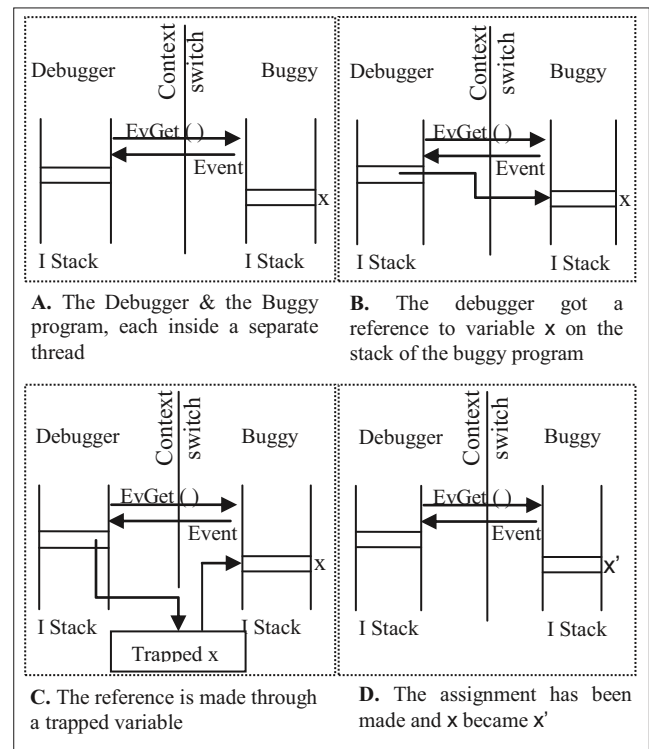 Debugger
Context
switch
Buggy
EvGet ( )
Event
x
I Stack
I Stack
A. The Debugger & the Buggy
program, each inside a separate
thread
Debugger
Context
switch
Buggy
EvGet ( )
Event
x
I Stack
I Stack
B. The debugger got a
reference to variable x on the
stack of the buggy program
Debugger
Context
switch
Buggy
EvGet ( )
Event
x
I Stack
I Stack
Trapped x
C. The reference is made through
a trapped variable
Debugger
Context
switch
Buggy
EvGet ( )
Event
x'
I Stack
I Stack
D. The assignment has been
made and x became x'